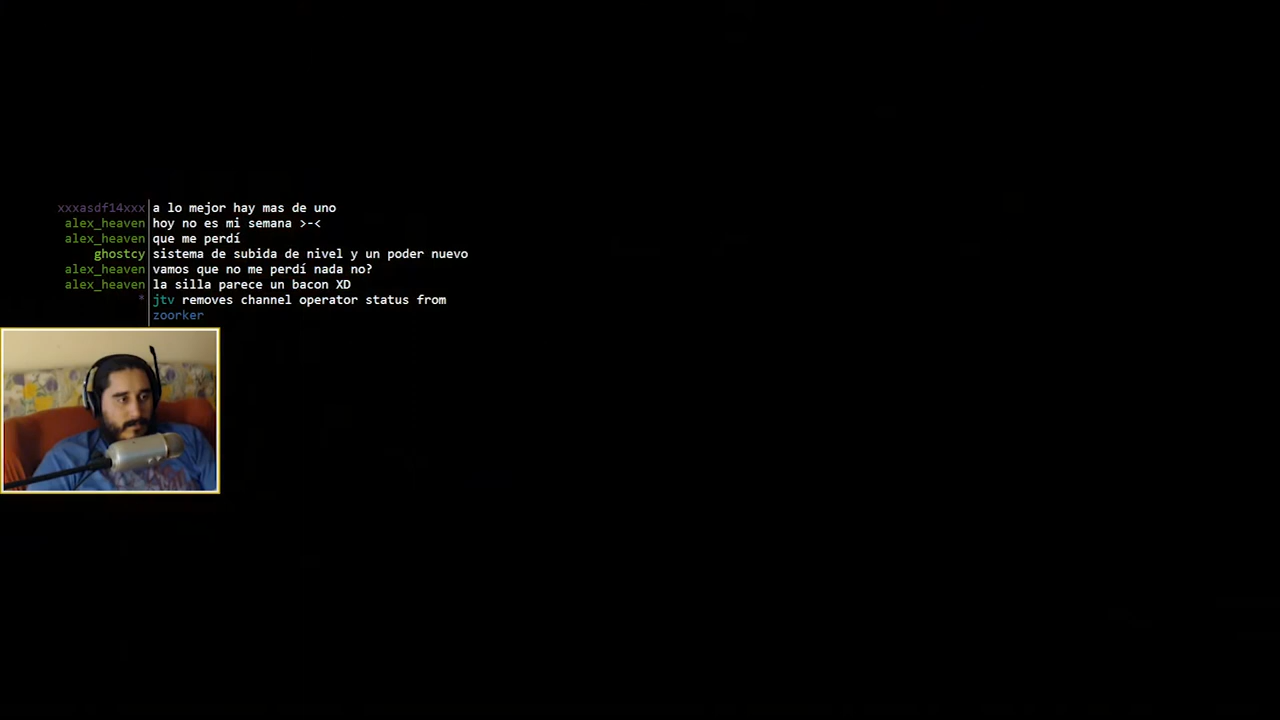 xxxasdf14xxx a lo mejor hay mas de uno
alex_heaven hoy no es mi semana >-<
alex_heaven que me perdí
ghostcy sistema de subida de nivel y un poder nuevo
alex_heaven vamos que no me perdí nada no?
alex_heaven la silla parece un bacon XD
* jtv removes channel operator status from
zoorker